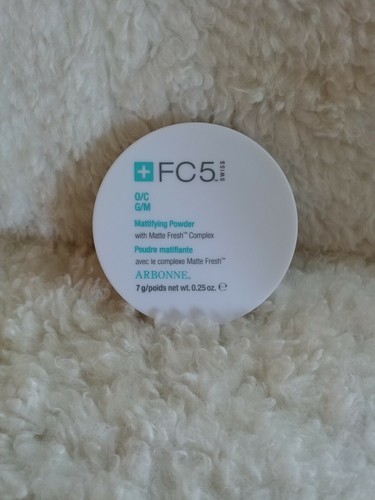 FC5 SWISS
O/C
G/M
Mattifying Powder
with Matte Fresh™ Complex
Poudre matifiante
avec le complexe Matte Fresh™
ARBONNE.
7 g/poids net wt. 0.25 oz. ℮